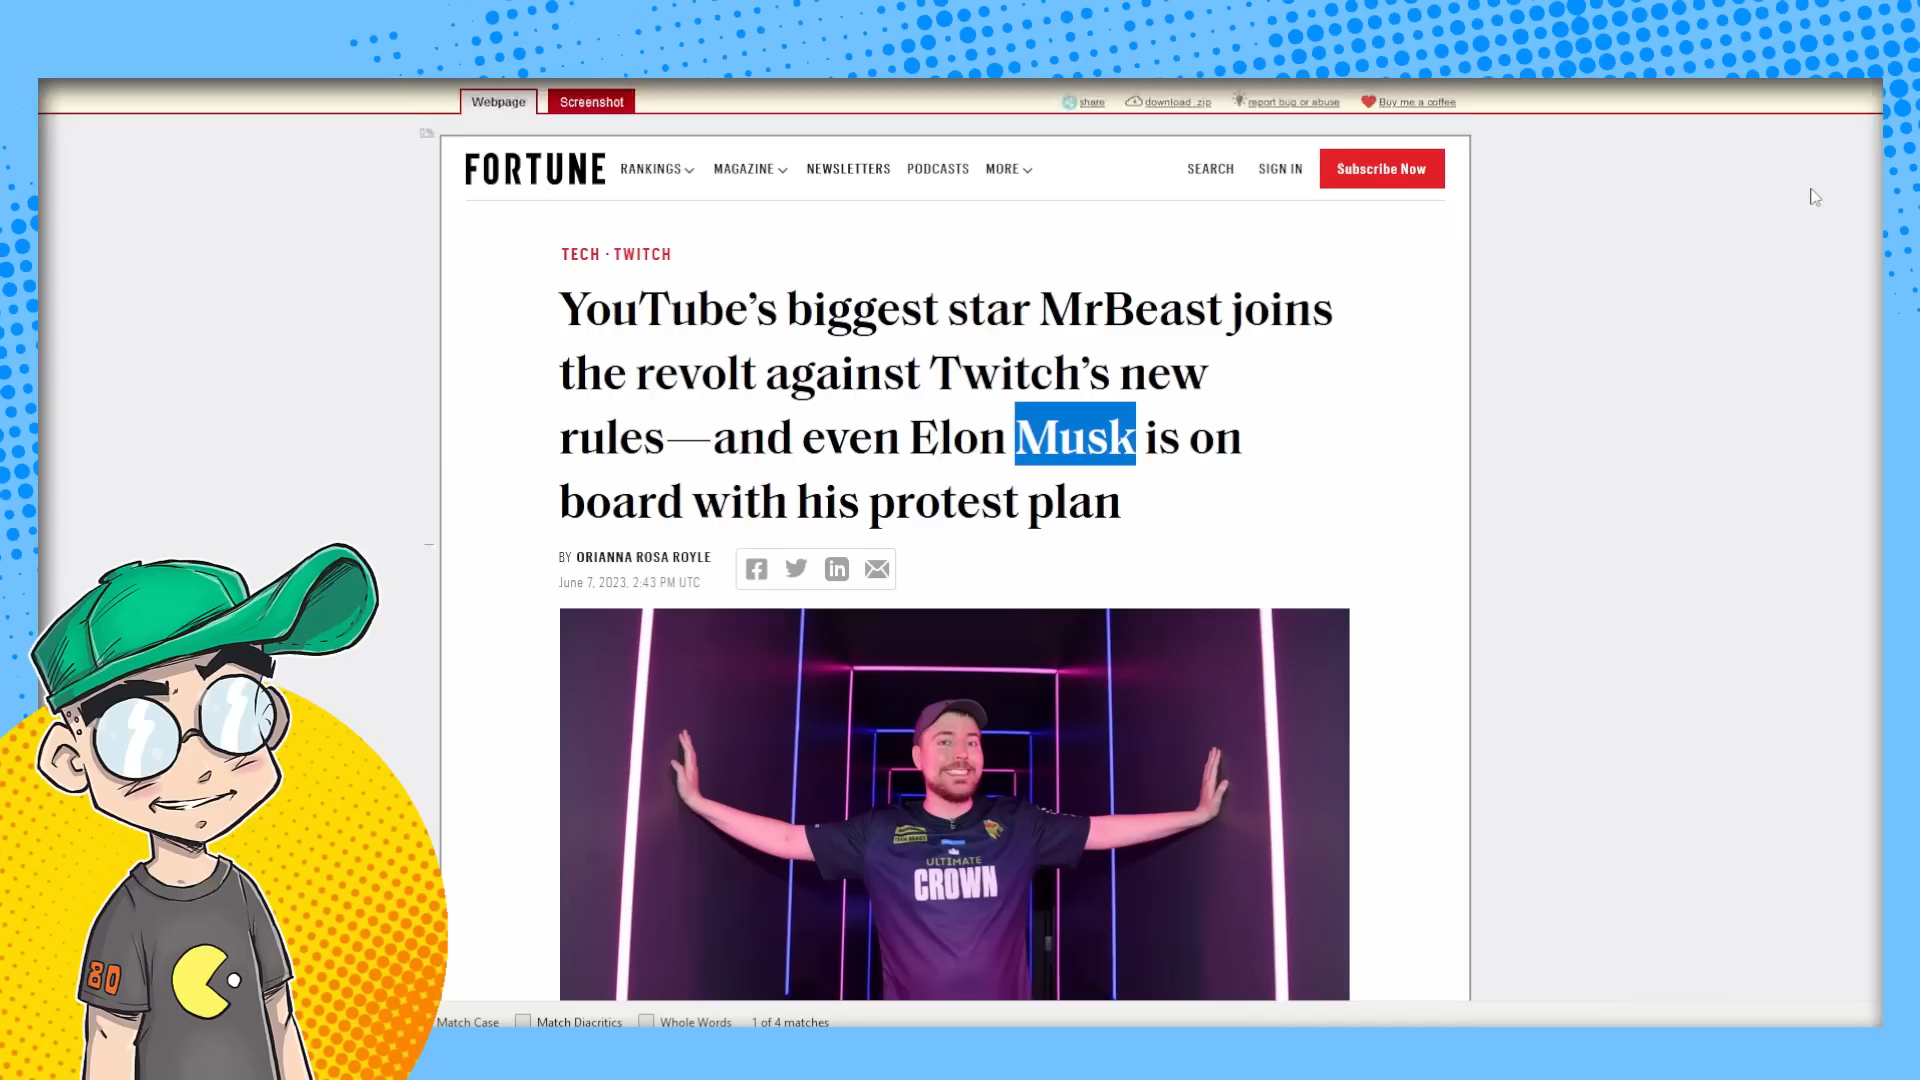 Webpage
Screenshot
share
download .zip
report bug or abuse
Buy me a coffee
0%
FORTUNE
RANKINGS
MAGAZINE
NEWSLETTERS
PODCASTS
MORE
SEARCH
SIGN IN
Subscribe Now
TECH · TWITCH
YouTube’s biggest star MrBeast joins
the revolt against Twitch’s new
rules—and even Elon Musk is on
board with his protest plan
BY ORIANNA ROSA ROYLE
June 7, 2023, 2:43 PM UTC
ULTIMATE
CROWN
80
Match Case
Match Diacritics
Whole Words
1 of 4 matches